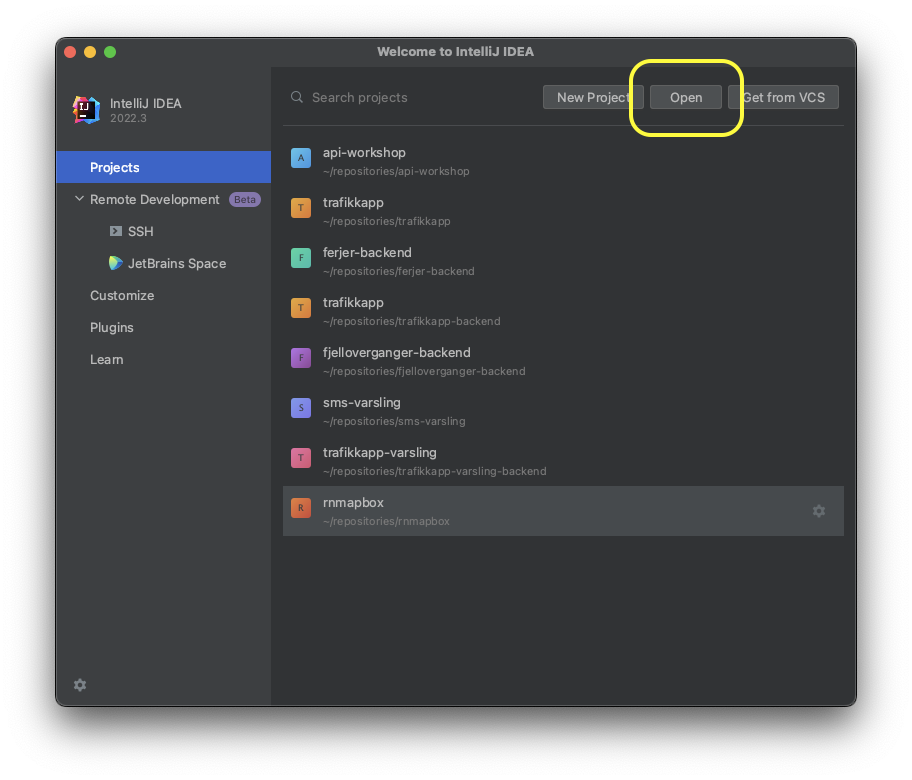 Welcome to IntelliJ IDEA
IJ
IntelliJ IDEA
2022.3
Projects
Remote Development Beta
SSH
JetBrains Space
Customize
Plugins
Learn
Search projects
New Project
Open
Get from VCS
A
api-workshop
~/repositories/api-workshop
T
trafikkapp
~/repositories/trafikkapp
F
ferjer-backend
~/repositories/ferjer-backend
T
trafikkapp
~/repositories/trafikkapp-backend
F
fjelloverganger-backend
~/repositories/fjelloverganger-backend
S
sms-varsling
~/repositories/sms-varsling
T
trafikkapp-varsling
~/repositories/trafikkapp-varsling-backend
R
rnmapbox
~/repositories/rnmapbox